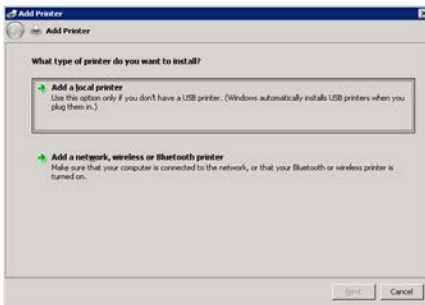 Add Printer
Add Printer
What type of printer do you want to install?
Add a local printer
Use this option only if you don't have a USB printer. (Windows automatically installs USB printers when you
plug them in.)
Add a network, wireless or Bluetooth printer
Make sure that your computer is connected to the network, or that your Bluetooth or wireless printer is
turned on.
Next
Cancel